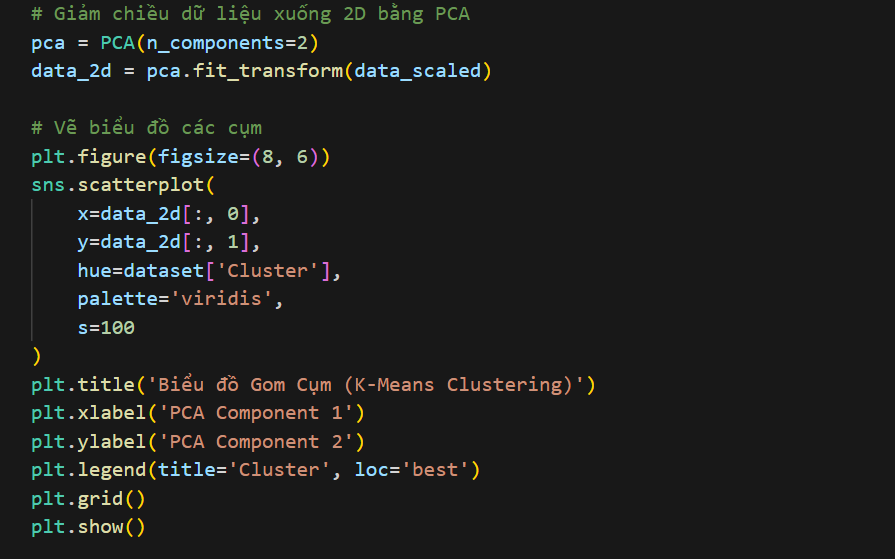 # Giảm chiều dữ liệu xuống 2D bằng PCA
pca = PCA(n_components=2)
data_2d = pca.fit_transform(data_scaled)

# Vẽ biểu đồ các cụm
plt.figure(figsize=(8, 6))
sns.scatterplot(
    x=data_2d[:, 0],
    y=data_2d[:, 1],
    hue=dataset['Cluster'],
    palette='viridis',
    s=100
)
plt.title('Biểu đồ Gom Cụm (K-Means Clustering)')
plt.xlabel('PCA Component 1')
plt.ylabel('PCA Component 2')
plt.legend(title='Cluster', loc='best')
plt.grid()
plt.show()